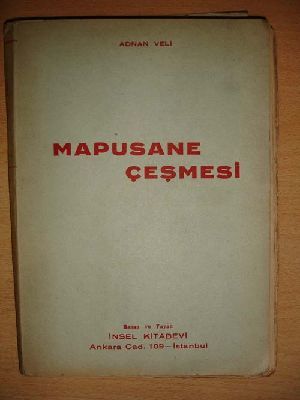 ADNAN VELİ
MAPUSANE
ÇEŞMESİ
Basan ve Yayan
İNSEL KİTABEVİ
Ankara Cad. 109 — İstanbul